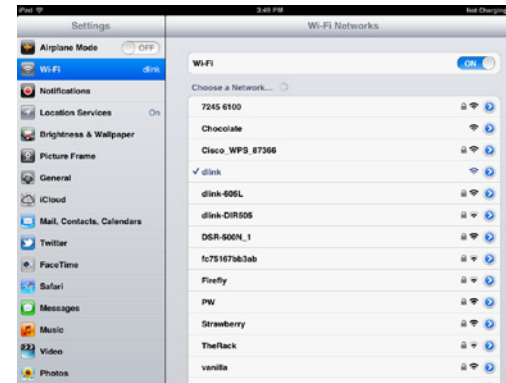 iPad
3:49 PM
Not Charging
Settings
Wi-Fi Networks
Airplane Mode OFF
Wi-Fi dlink
Notifications
Location Services On
Brightness & Wallpaper
Picture Frame
General
iCloud
Mail, Contacts, Calendars
Twitter
FaceTime
Safari
Messages
Music
Video
Photos
Wi-Fi ON
Choose a Network...
7245 6100
Chocolate
Cisco_WPS_87366
dlink
dlink-605L
dlink-DIR505
DSR-500N_1
fc75167bb3ab
Firefly
PW
Strawberry
TheRack
vanilla